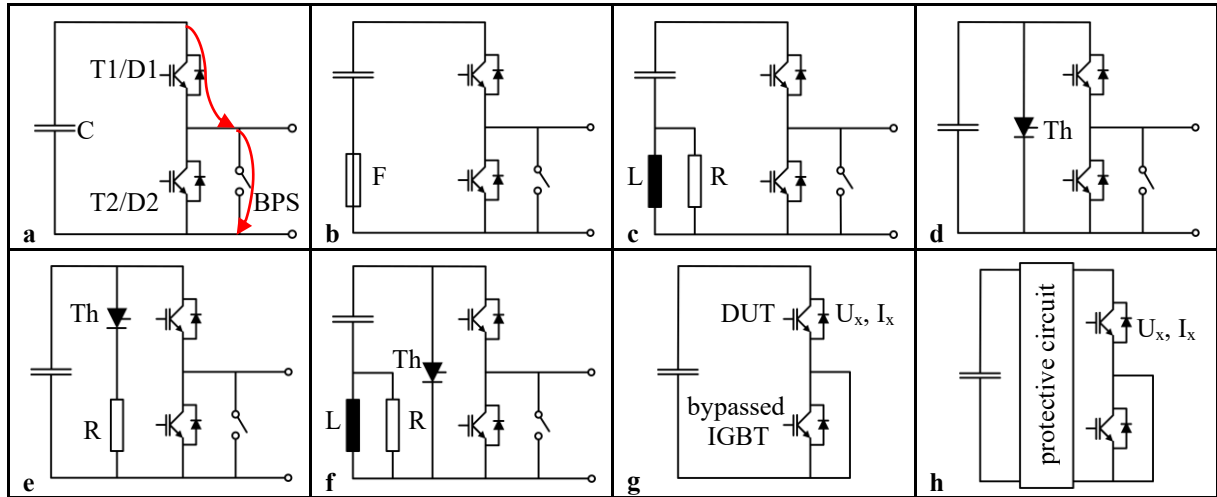 T1/D1
C
T2/D2
BPS
a
F
b
L
R
c
Th
d
Th
R
e
Th
L
R
f
DUT
Uₓ, Iₓ
bypassed
IGBT
g
protective circuit
Uₓ, Iₓ
h